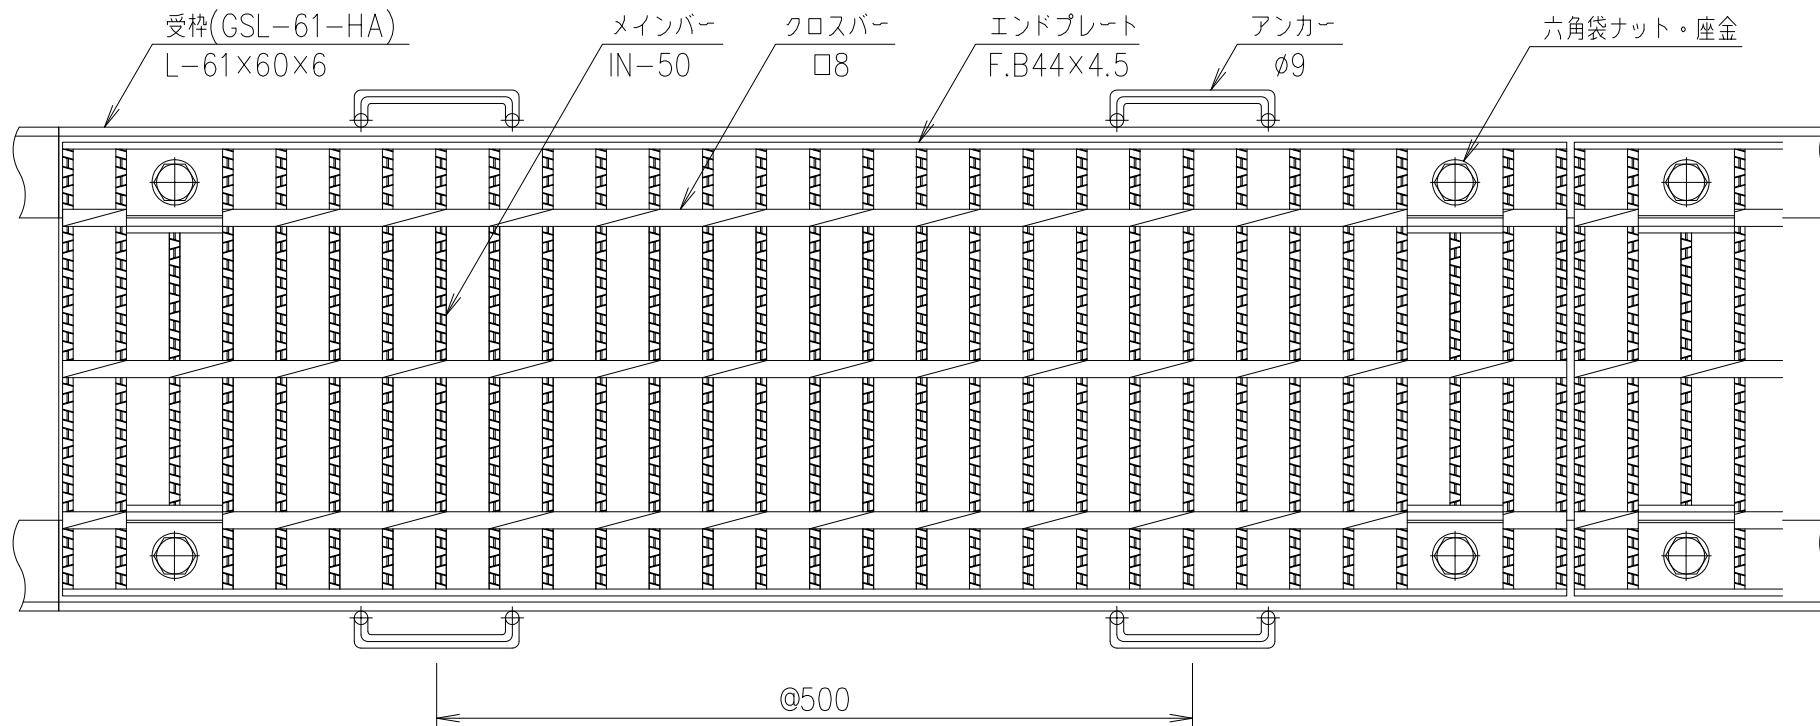 受枠(GSL-61-HA)
L-61×60×6
メインバー
IN-50
クロスバー
□8
エンドプレート
F.B44×4.5
アンカー
ø9
六角袋ナット・座金
@500